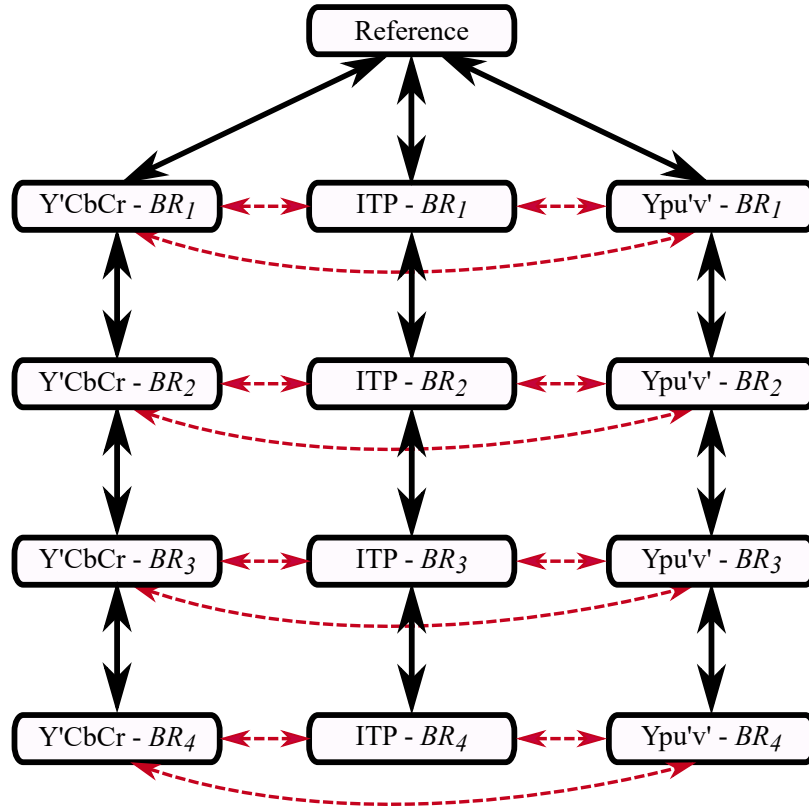 Reference
Y'CbCr - BR1
ITP - BR1
Ypu'v' - BR1
Y'CbCr - BR2
ITP - BR2
Ypu'v' - BR2
Y'CbCr - BR3
ITP - BR3
Ypu'v' - BR3
Y'CbCr - BR4
ITP - BR4
Ypu'v' - BR4